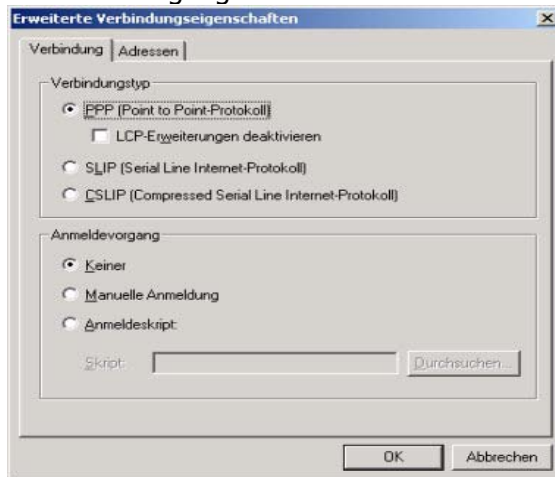 Erweiterte Verbindungseigenschaften
Verbindung Adressen
Verbindungstyp
PPP (Point to Point-Protokoll)
LCP-Erweiterungen deaktivieren
SLIP (Serial Line Internet-Protokoll)
CSLIP (Compressed Serial Line Internet-Protokoll)
Anmeldevorgang
Keiner
Manuelle Anmeldung
Anmeldeskript:
Skript: Durchsuchen...
OK Abbrechen